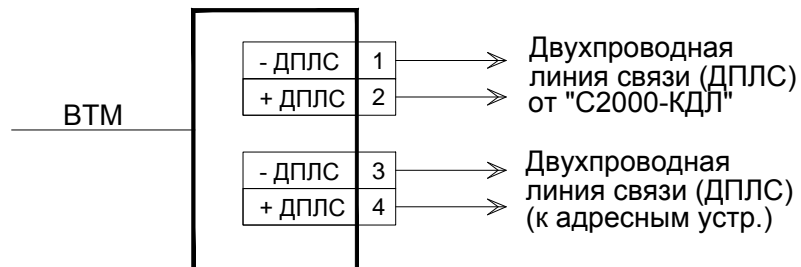 ВТМ
- ДПЛС 1
+ ДПЛС 2
Двухпроводная
линия связи (ДПЛС)
от "С2000-КДЛ"
- ДПЛС 3
+ ДПЛС 4
Двухпроводная
линия связи (ДПЛС)
(к адресным устр.)